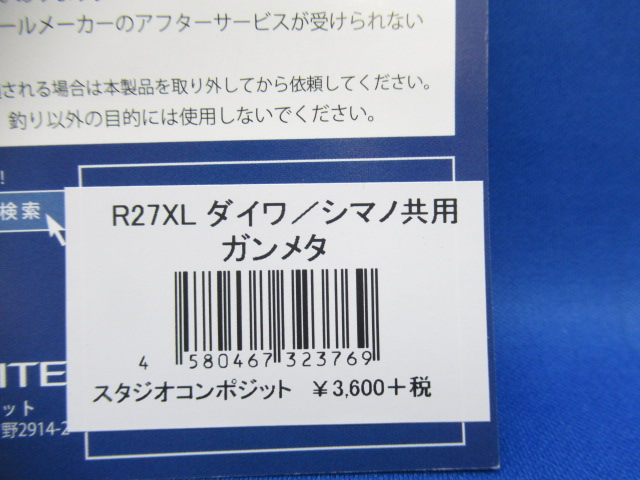 ールメーカーのアフターサービスが受けられない
される場合は本製品を取り外してから依頼してください。
釣り以外の目的には使用しないでください。
!
検索
R27XL ダイワ／シマノ共用
ガンメタ
4 580467 323769
スタジオコンポジット ￥3,600＋税
ITE
ット
野2914-2